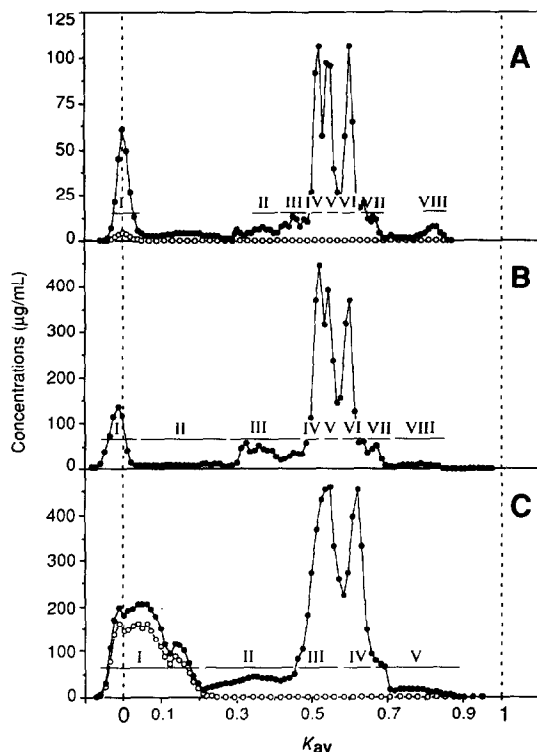 125
100
75
50
25
0
A
I
II
III
IV
V
VI
VII
VIII
Concentrations (µg/mL)
400
300
200
100
0
B
I
II
III
IV
V
VI
VII
VIII
400
300
200
100
0
C
I
II
III
IV
V
0
0.1
0.3
0.5
0.7
0.9
1
Kav